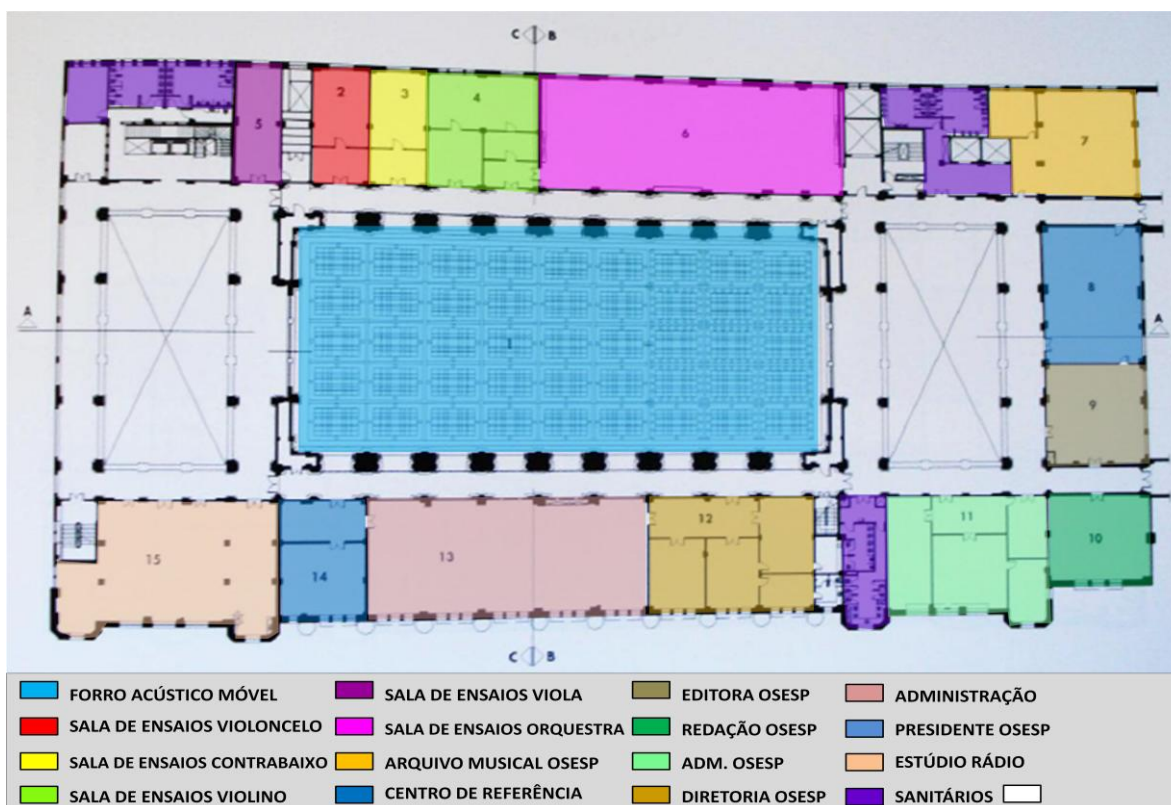 C B
2
3
4
5
6
7
A
1
8
A
9
15
14
13
12
11
10
C B
FORRO ACÚSTICO MÓVEL
SALA DE ENSAIOS VIOLA
EDITORA OSESP
ADMINISTRAÇÃO
SALA DE ENSAIOS VIOLONCELO
SALA DE ENSAIOS ORQUESTRA
REDAÇÃO OSESP
PRESIDENTE OSESP
SALA DE ENSAIOS CONTRABAIXO
ARQUIVO MUSICAL OSESP
ADM. OSESP
ESTÚDIO RÁDIO
SALA DE ENSAIOS VIOLINO
CENTRO DE REFERÊNCIA
DIRETORIA OSESP
SANITÁRIOS